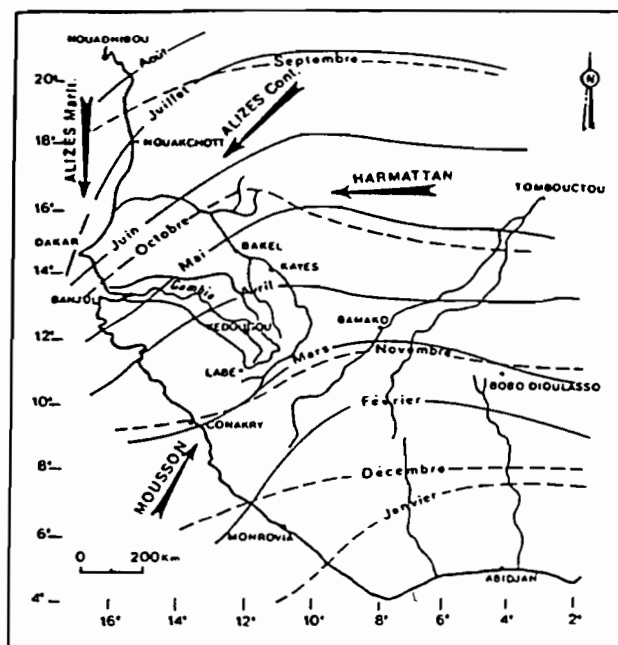 NOUADHIBOU
Août
20°
Septembre
N
Juillet
ALIZES Cont.
ALIZES Marit.
18°
NOUAKCHOTT
HARMATTAN
16°
TOMBOUCTOU
Juin
Octobre
DAKAR
Mai
BAKEL
KAYES
14°
Gambie
Avril
BANJUL
12°
KEDOUGOU
BAMAKO
Mars
Novembre
LABÉ
BOBO DIOULASSO
10°
Février
CONAKRY
MOUSSON
8°
Décembre
Janvier
6°
MONROVIA
0 200 Km
ABIDJAN
4°
16° 14° 12° 10° 8° 6° 4° 2°